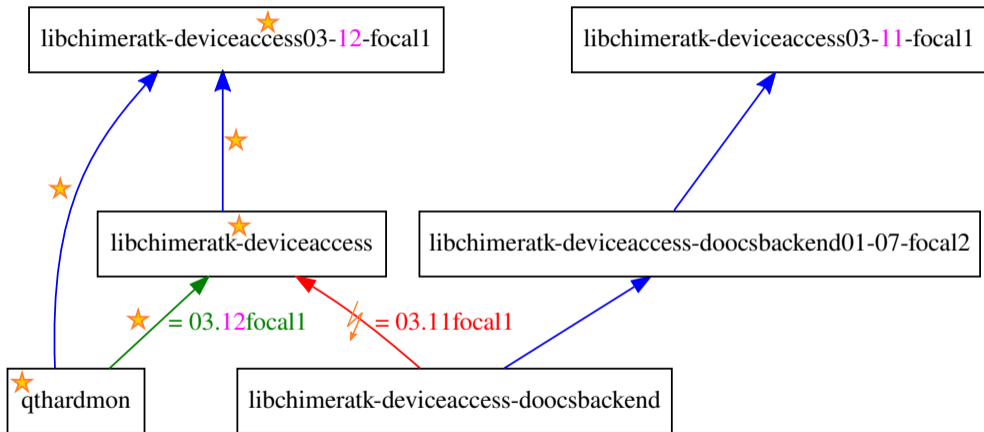 libchimeratk-deviceaccess03-12-focal1
libchimeratk-deviceaccess03-11-focal1
libchimeratk-deviceaccess
libchimeratk-deviceaccess-doocsbackend01-07-focal2
= 03.12focal1
= 03.11focal1
qthardmon
libchimeratk-deviceaccess-doocsbackend